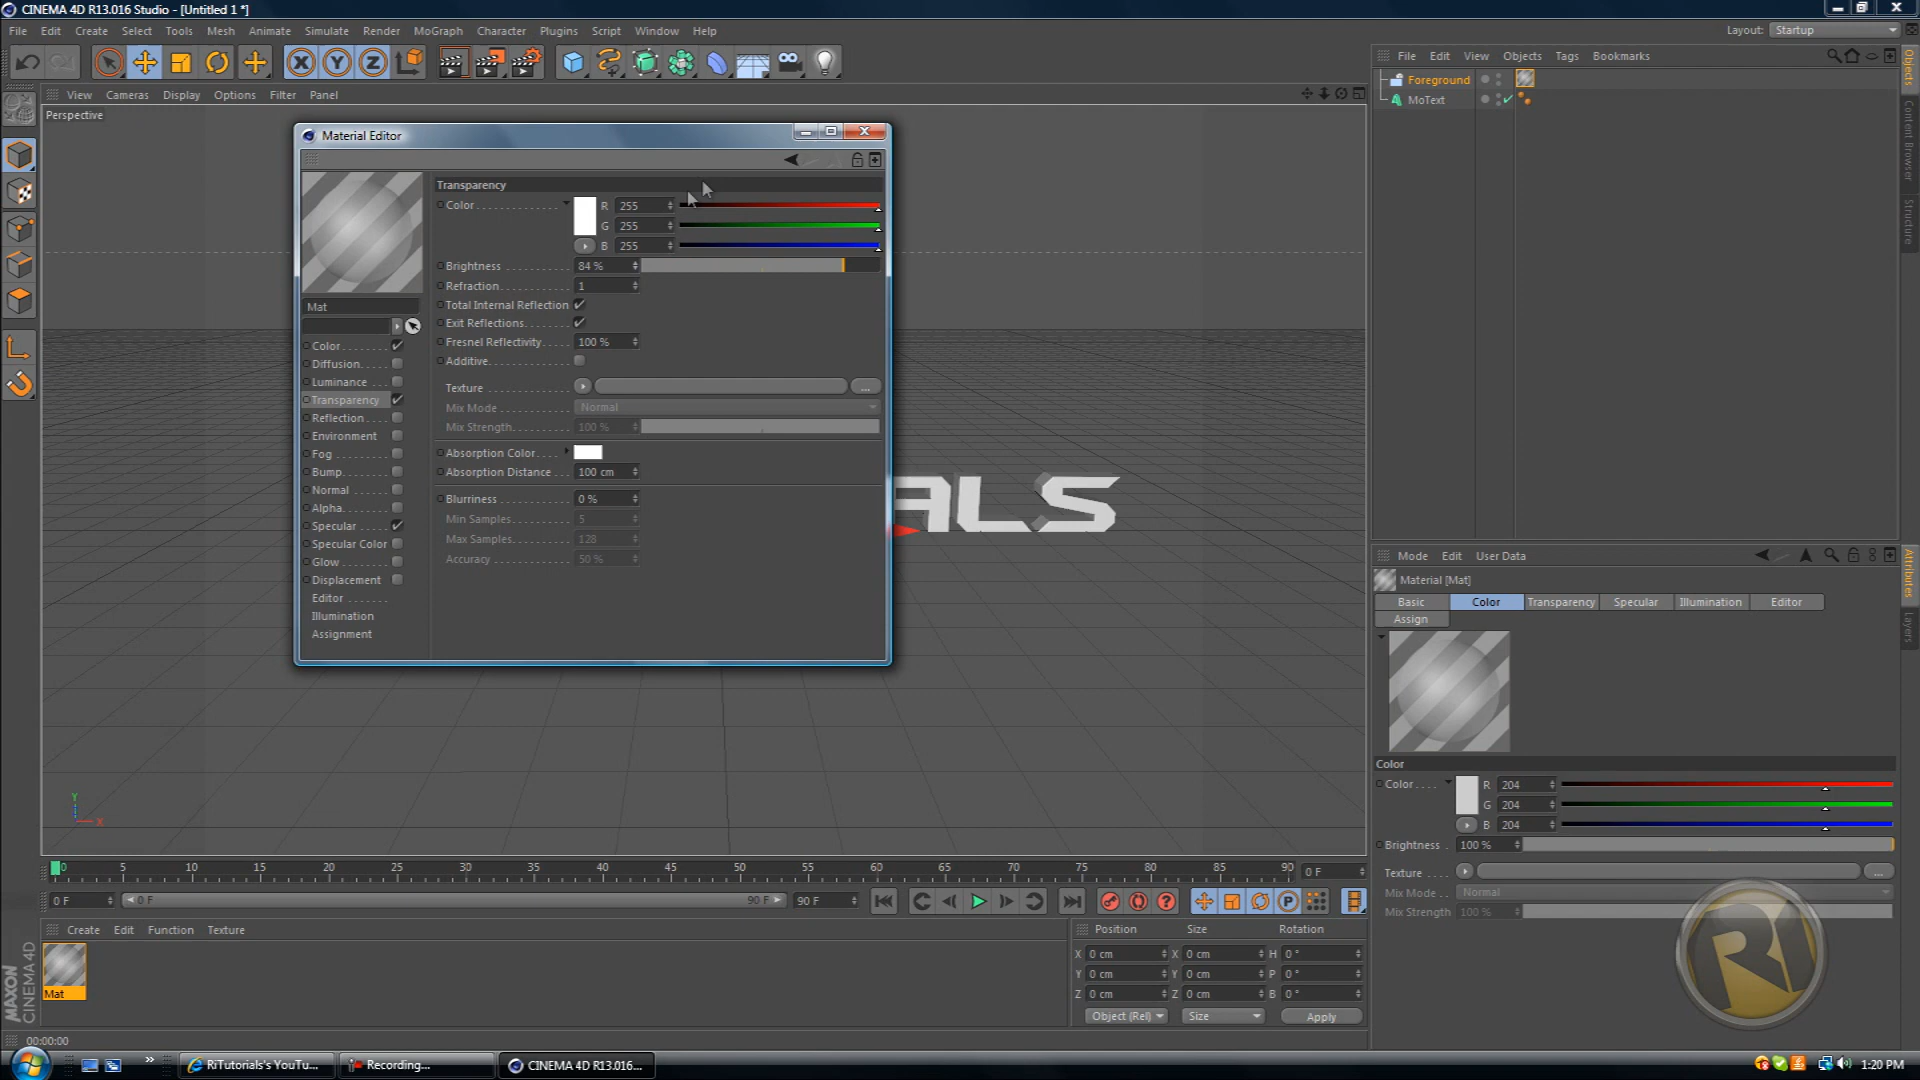 CINEMA 4D R13.016 Studio - [Untitled 1 *]
File Edit Create Select Tools Mesh Animate Simulate Render MoGraph Character Plugins Script Window Help
Layout: Startup
File Edit View Objects Tags Bookmarks
Foreground
MoText
Objects
Content Browser
Structure
View Cameras Display Options Filter Panel
Perspective
Material Editor
Mat
Color
Diffusion
Luminance
Transparency
Reflection
Environment
Fog
Bump
Normal
Alpha
Specular
Specular Color
Glow
Displacement
Editor
Illumination
Assignment
Transparency
Color R 255
G 255
B 255
Brightness 84 %
Refraction 1
Total Internal Reflection
Exit Reflections
Fresnel Reflectivity 100 %
Additive
Texture ...
Mix Mode Normal
Mix Strength 100 %
Absorption Color
Absorption Distance 100 cm
Blurriness 0 %
Min Samples 5
Max Samples 128
Accuracy 50 %
ALS
Y
X
Mode Edit User Data
Material [Mat]
Basic Color Transparency Specular Illumination Editor
Assign
Color
Color R 204
G 204
B 204
Brightness 100 %
Texture ...
Mix Mode Normal
Mix Strength 100 %
Attributes
Layers
0 5 10 15 20 25 30 35 40 45 50 55 60 65 70 75 80 85 90 0 F
0 F 0 F 90 F 90 F
Create Edit Function Texture
Mat
MAXON
CINEMA 4D
Position Size Rotation
X 0 cm X 0 cm H 0 °
Y 0 cm Y 0 cm P 0 °
Z 0 cm Z 0 cm B 0 °
Object (Rel) Size Apply
RI
00:00:00
RiTutorials's YouTu... Recording... CINEMA 4D R13.016... 1:20 PM